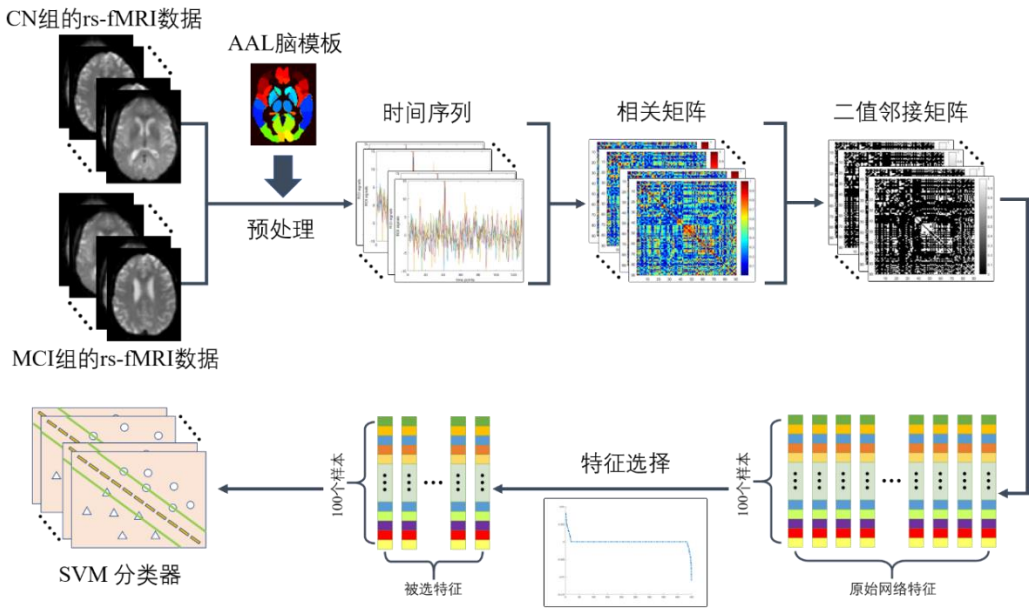 CN组的rs-fMRI数据
AAL脑模板
时间序列
相关矩阵
二值邻接矩阵
预处理
MCI组的rs-fMRI数据
特征选择
100个样本
100个样本
SVM 分类器
被选特征
原始网络特征